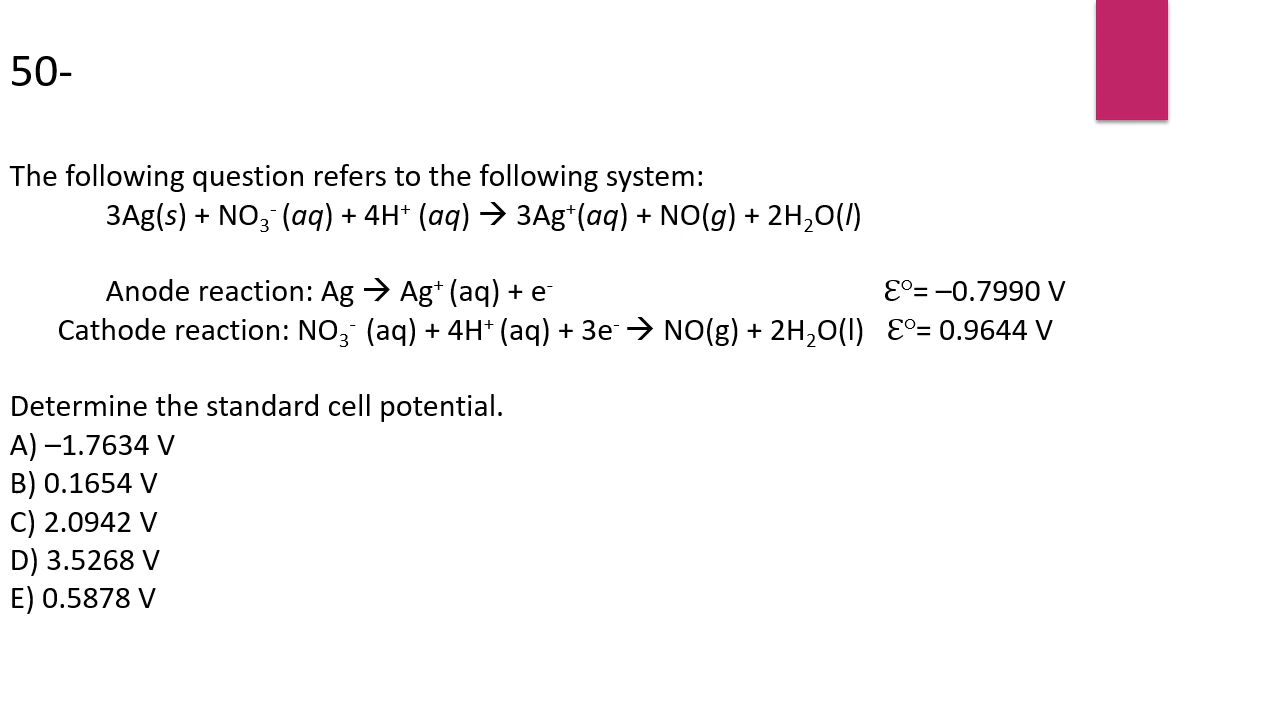 50-
The following question refers to the following system:
3Ag(s) + NO₃⁻ (aq) + 4H⁺ (aq) → 3Ag⁺(aq) + NO(g) + 2H₂O(l)
Anode reaction: Ag → Ag⁺ (aq) + e⁻ ℰ°= –0.7990 V
Cathode reaction: NO₃⁻ (aq) + 4H⁺ (aq) + 3e⁻ → NO(g) + 2H₂O(l) ℰ°= 0.9644 V
Determine the standard cell potential.
A) –1.7634 V
B) 0.1654 V
C) 2.0942 V
D) 3.5268 V
E) 0.5878 V